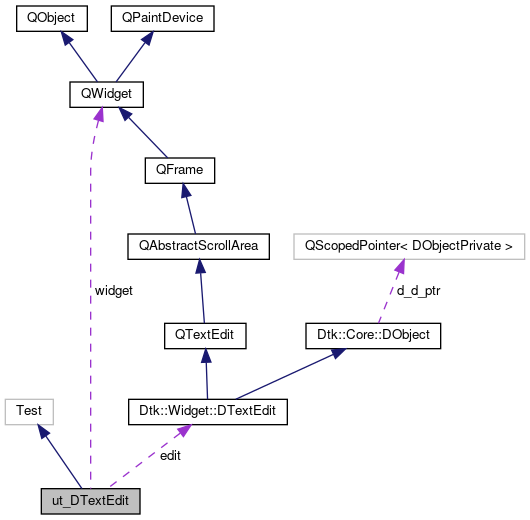 QObject
QPaintDevice
QWidget
QFrame
QAbstractScrollArea
QScopedPointer< DObjectPrivate >
widget
d_d_ptr
QTextEdit
Dtk::Core::DObject
Test
Dtk::Widget::DTextEdit
edit
ut_DTextEdit